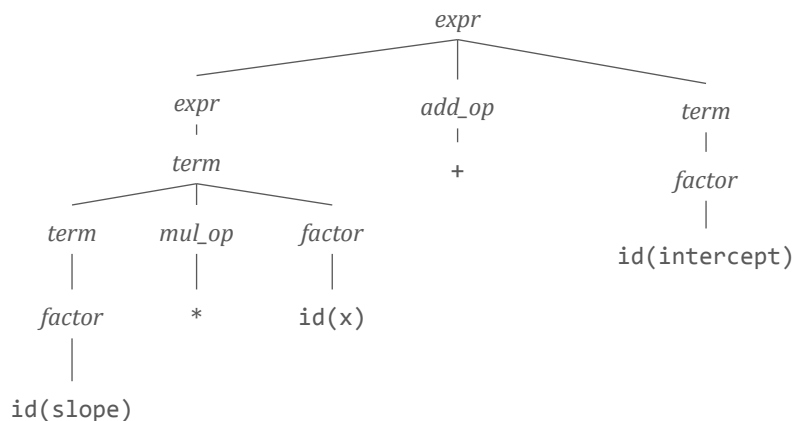 expr
expr add_op term
term + factor
term mul_op factor id(intercept)
factor * id(x)
id(slope)